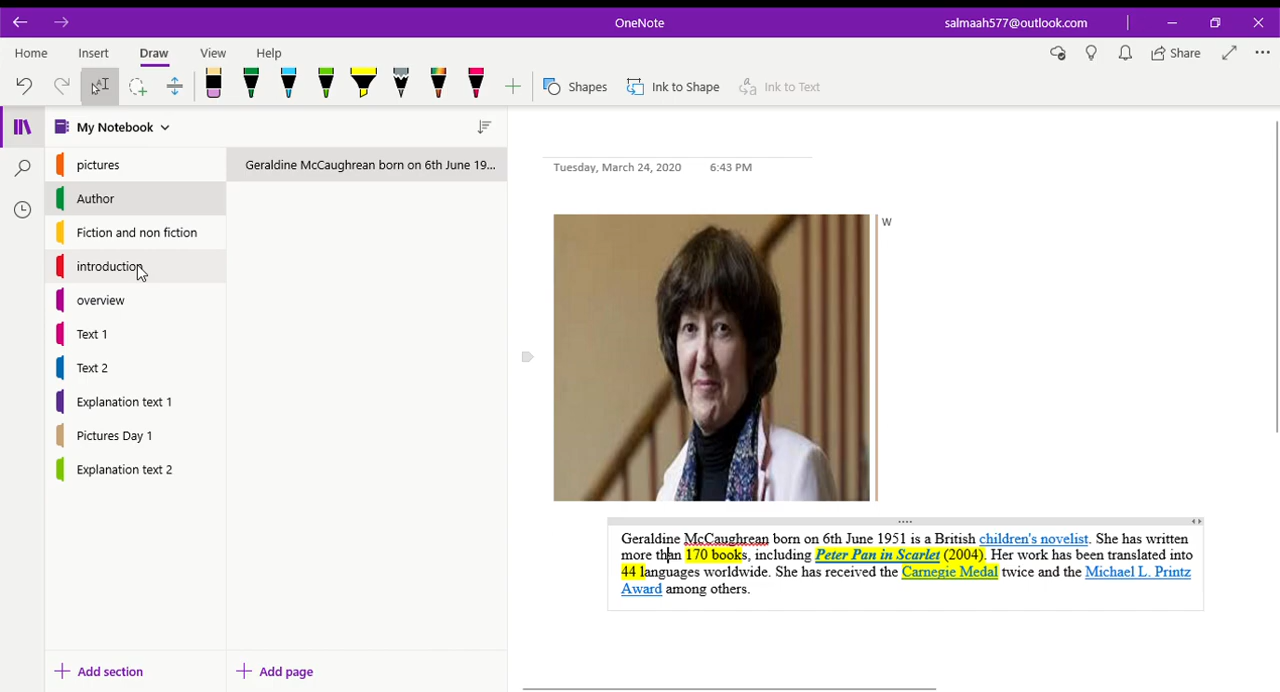 OneNote
salmaah577@outlook.com
Home Insert Draw View Help
Share
Shapes Ink to Shape Ink to Text
My Notebook
pictures
Author
Fiction and non fiction
introduction
overview
Text 1
Text 2
Explanation text 1
Pictures Day 1
Explanation text 2
Add section
Geraldine McCaughrean born on 6th June 19...
Add page
Tuesday, March 24, 2020 6:43 PM
W
Geraldine McCaughrean born on 6th June 1951 is a British children's novelist. She has written
more than 170 books, including Peter Pan in Scarlet (2004). Her work has been translated into
44 languages worldwide. She has received the Carnegie Medal twice and the Michael L. Printz
Award among others.